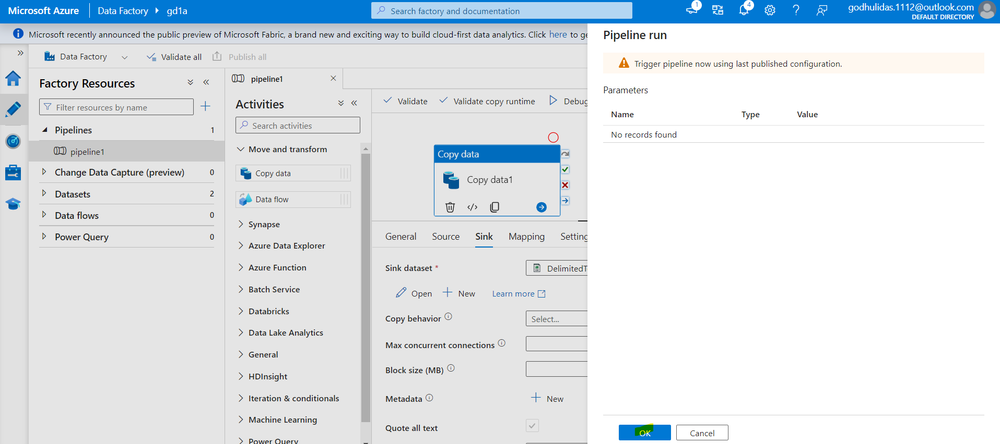 Microsoft Azure
Data Factory
gd1a
Search factory and documentation
1
4
godhulidas.1112@outlook.com
DEFAULT DIRECTORY
Microsoft recently announced the public preview of Microsoft Fabric, a brand new and exciting way to build cloud-first data analytics. Click here to ge
Data Factory
Validate all
Publish all
Factory Resources
Filter resources by name
Pipelines 1
pipeline1
Change Data Capture (preview) 0
Datasets 2
Data flows 0
Power Query 0
pipeline1
Activities
Search activities
Move and transform
Copy data
Data flow
Synapse
Azure Data Explorer
Azure Function
Batch Service
Databricks
Data Lake Analytics
General
HDInsight
Iteration & conditionals
Machine Learning
Power Query
Validate
Validate copy runtime
Debug
Copy data
Copy data1
General Source Sink Mapping Setting
Sink dataset * DelimitedT
Open New Learn more
Copy behavior Select...
Max concurrent connections
Block size (MB)
Metadata New
Quote all text
Pipeline run
Trigger pipeline now using last published configuration.
Parameters
Name Type Value
No records found
OK Cancel